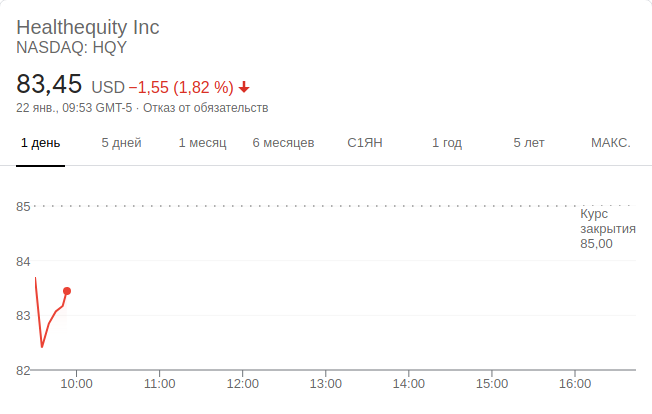 Healthequity Inc
NASDAQ: HQY
83,45 USD −1,55 (1,82 %)
22 янв., 09:53 GMT-5 · Отказ от обязательств
1 день 5 дней 1 месяц 6 месяцев С1ЯН 1 год 5 лет МАКС.
85
Курс
закрытия
85,00
84
83
82
10:00 11:00 12:00 13:00 14:00 15:00 16:00